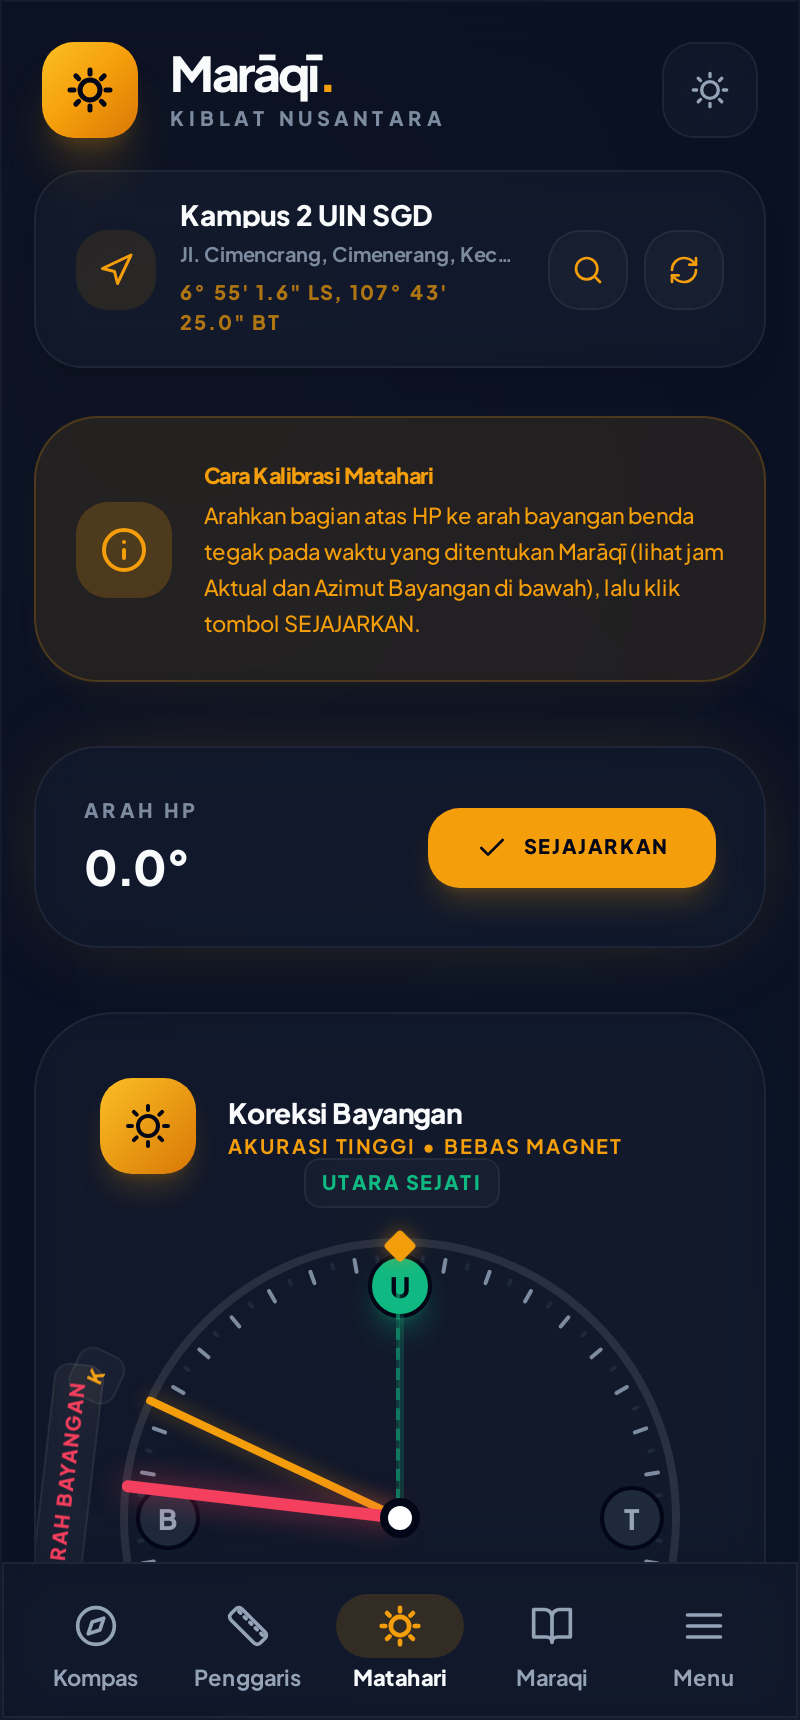 Marāqī.
KIBLAT NUSANTARA
Kampus 2 UIN SGD
Jl. Cimencrang, Cimenerang, Kec...
6° 55' 1.6" LS, 107° 43'
25.0" BT
Cara Kalibrasi Matahari
Arahkan bagian atas HP ke arah bayangan benda
tegak pada waktu yang ditentukan Marāqī (lihat jam
Aktual dan Azimut Bayangan di bawah), lalu klik
tombol SEJAJARKAN.
ARAH HP
0.0°
SEJAJARKAN
Koreksi Bayangan
AKURASI TINGGI • BEBAS MAGNET
UTARA SEJATI
U
K
RAH BAYANGAN
B
T
Kompas
Penggaris
Matahari
Maraqi
Menu